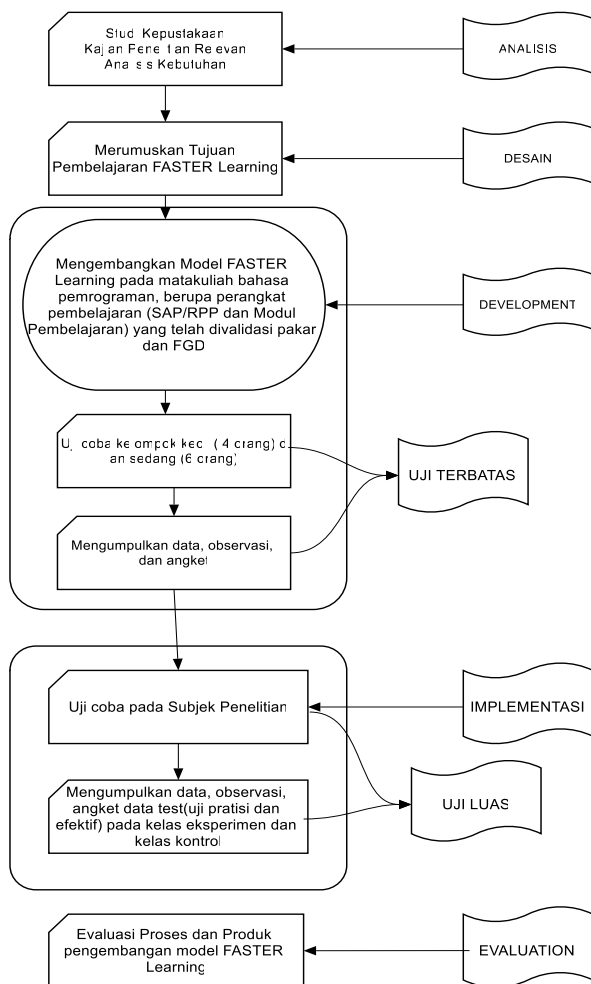 Studi Kepustakaan
Kajian Penelitian Relevan
Analisis Kebutuhan
ANALISIS
Merumuskan Tujuan
Pembelajaran FASTER Learning
DESAIN
Mengembangkan Model FASTER
Learning pada matakuliah bahasa
pemrograman, berupa perangkat
pembelajaran (SAP/RPP dan Modul
Pembelajaran) yang telah divalidasi pakar
dan FGD
DEVELOPMENT
Uji coba kelompok kecil ( 4 orang) d
an sedang (6 orang)
UJI TERBATAS
Mengumpulkan data, observasi,
dan angket
Uji coba pada Subjek Penelitian
IMPLEMENTASI
Mengumpulkan data, observasi,
angket data test(uji pratisi dan
efektif) pada kelas eksperimen dan
kelas kontrol
UJI LUAS
Evaluasi Proses dan Produk
pengembangan model FASTER
Learning
EVALUATION